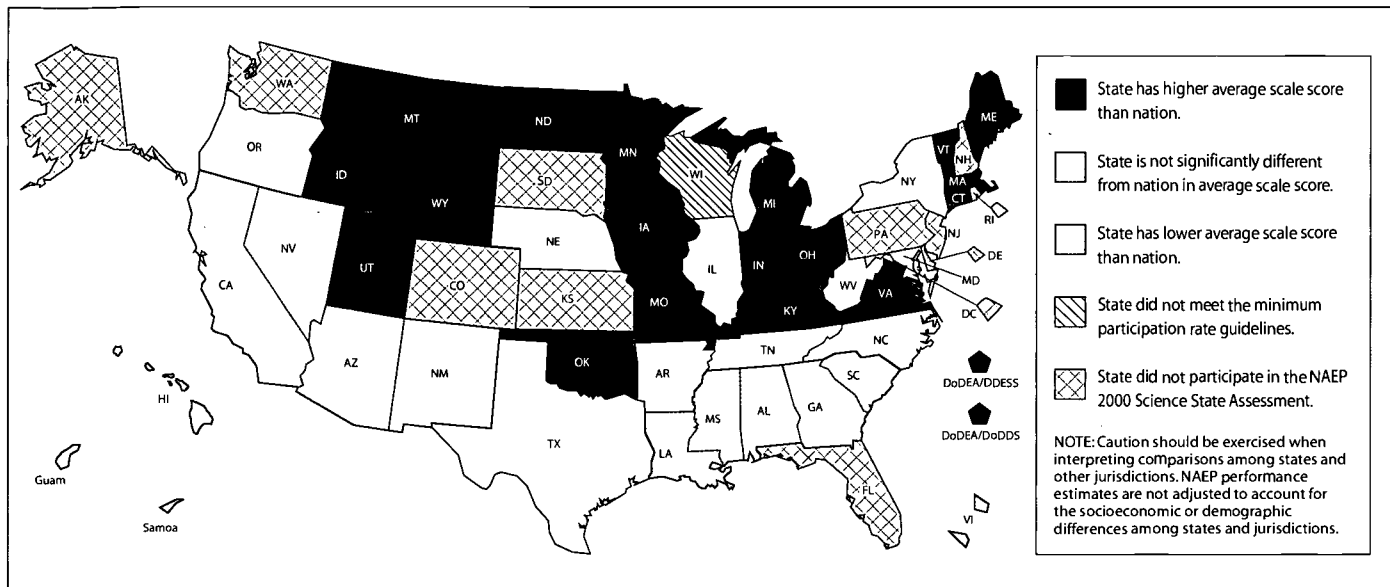 WA
AK
MT
ND
ME
OR
MN
VT
NH
ID
SD
WI
NY
MA
WY
MI
CT
RI
IA
PA
NJ
NE
OH
NV
IN
DE
UT
IL
MD
CA
CO
WV
VA
KS
MO
KY
DC
NC
TN
OK
AZ
NM
AR
SC
DoDEA/DDESS
HI
MS
AL
GA
DoDEA/DoDDS
TX
LA
Guam
FL
VI
Samoa
State has higher average scale score
than nation.
State is not significantly different
from nation in average scale score.
State has lower average scale score
than nation.
State did not meet the minimum
participation rate guidelines.
State did not participate in the NAEP
2000 Science State Assessment.
NOTE: Caution should be exercised when
interpreting comparisons among states and
other jurisdictions. NAEP performance
estimates are not adjusted to account for
the socioeconomic or demographic
differences among states and jurisdictions.